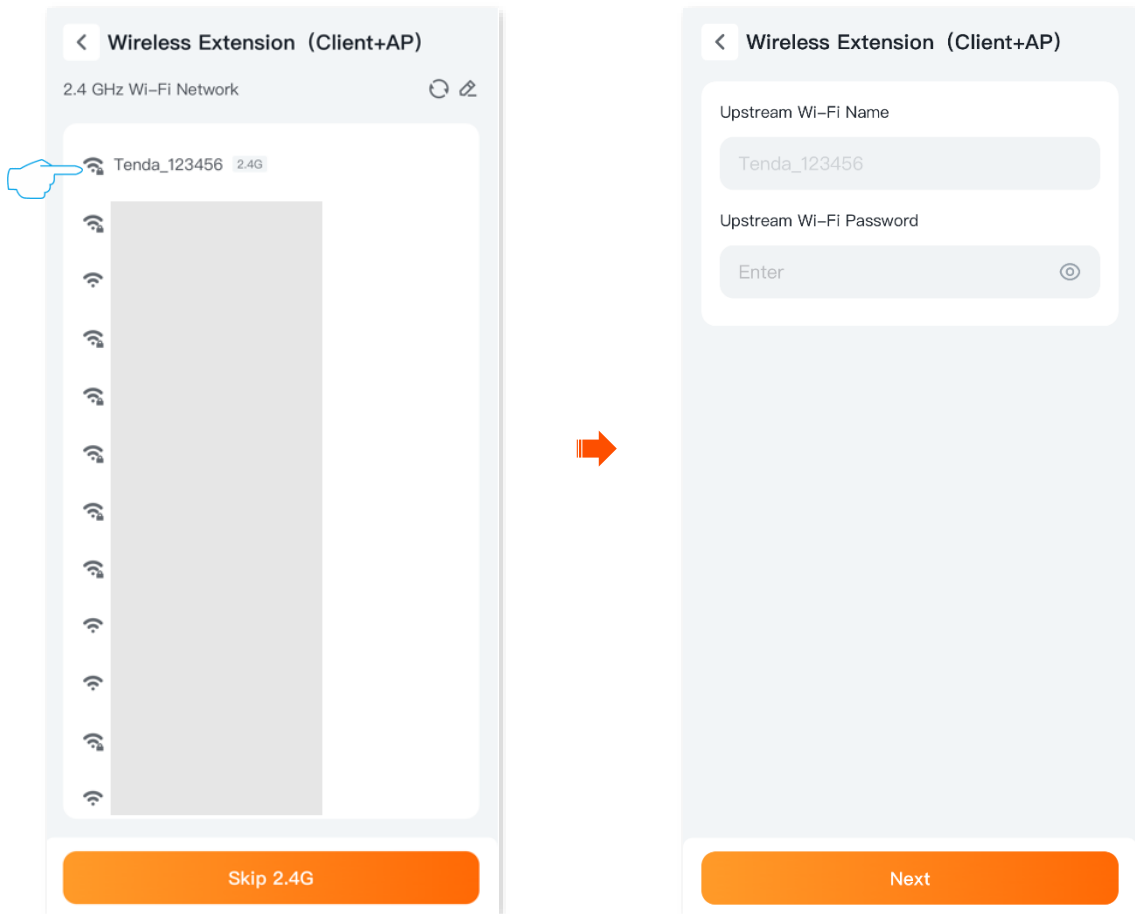 Wireless Extension（Client+AP）
2.4 GHz Wi-Fi Network
Tenda_123456 2.4G
Skip 2.4G
Wireless Extension（Client+AP）
Upstream Wi-Fi Name
Tenda_123456
Upstream Wi-Fi Password
Enter
Next